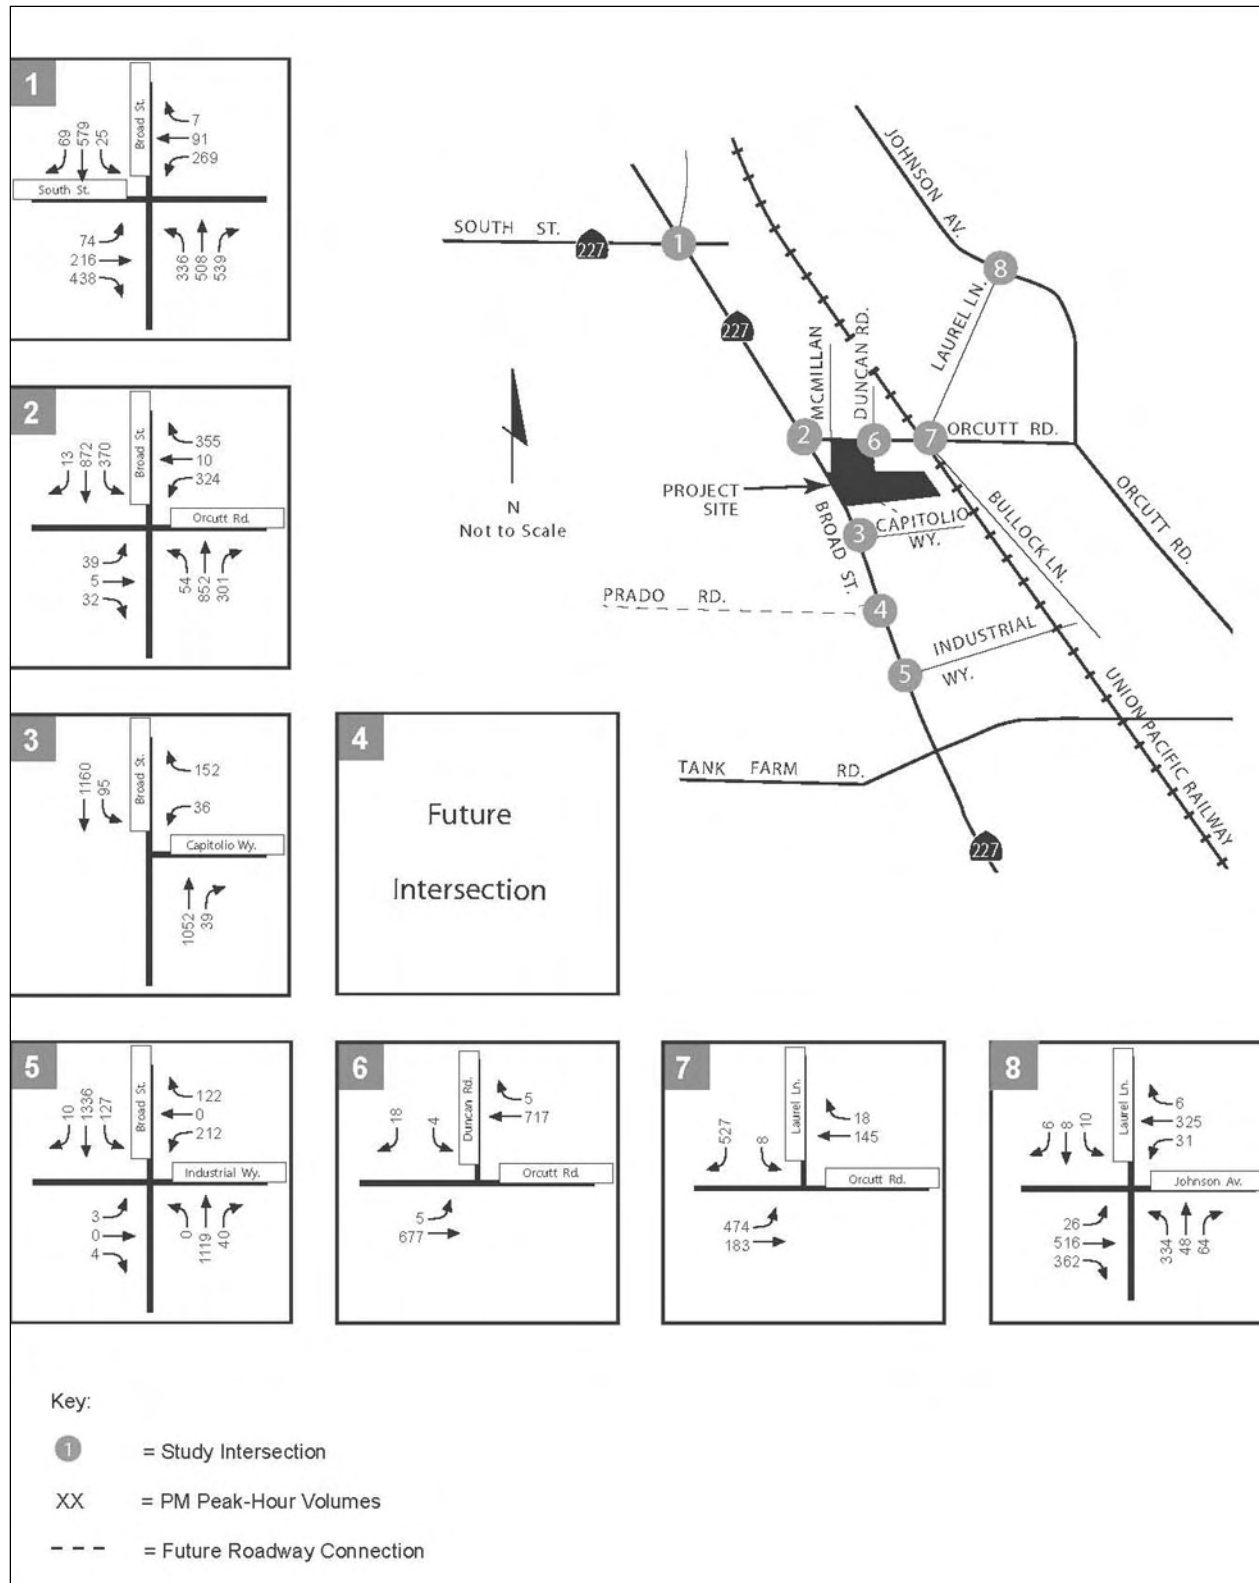 1
Broad St.
69
579
25
7
91
269
South St.
74
216
438
336
508
539
2
Broad St.
13
872
370
355
10
324
Orcutt Rd.
39
5
32
54
852
301
3
Broad St.
1160
95
152
36
Capitolio Wy.
1052
39
4
Future
Intersection
5
Broad St.
10
1336
127
122
0
212
Industrial Wy.
3
0
4
0
1119
40
6
Duncan Rd.
18
4
5
717
Orcutt Rd.
5
677
7
Laurel Ln.
527
8
18
145
Orcutt Rd.
474
183
8
Laurel Ln.
6
8
10
6
325
31
Johnson Av.
26
516
362
334
48
64
JOHNSON AV.
SOUTH ST.
227
1
8
227
MCMILLAN
DUNCAN RD.
LAUREL LN.
2
6
7
ORCUTT RD.
N
Not to Scale
PROJECT
SITE
BROAD ST.
3
CAPITOLIO
WY.
BULLOCK LN.
ORCUTT RD.
PRADO RD.
4
INDUSTRIAL
WY.
5
UNION PACIFIC RAILWAY
TANK FARM RD.
227
Key:
1 = Study Intersection
XX = PM Peak-Hour Volumes
= Future Roadway Connection